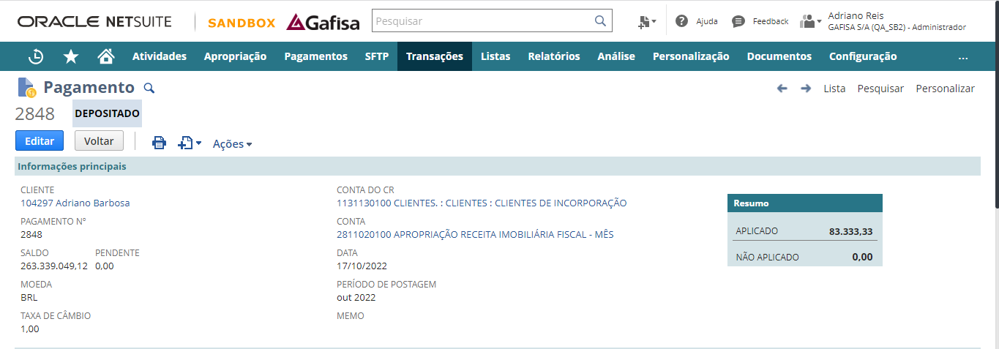 ORACLE NETSUITE
SANDBOX
Gafisa
Pesquisar
Ajuda
Feedback
Adriano Reis
GAFISA S/A (QA_SB2) - Administrador
Atividades Apropriação Pagamentos SFTP Transações Listas Relatórios Análise Personalização Documentos Configuração ...
Pagamento
Lista Pesquisar Personalizar
2848 DEPOSITADO
Editar Voltar Ações
Informações principais
CLIENTE
104297 Adriano Barbosa
PAGAMENTO Nº
2848
SALDO PENDENTE
263.339.049,12 0,00
MOEDA
BRL
TAXA DE CÂMBIO
1,00
CONTA DO CR
1131130100 CLIENTES. : CLIENTES : CLIENTES DE INCORPORAÇÃO
CONTA
2811020100 APROPRIAÇÃO RECEITA IMOBILIÁRIA FISCAL - MÊS
DATA
17/10/2022
PERÍODO DE POSTAGEM
out 2022
MEMO
Resumo
APLICADO 83.333,33
NÃO APLICADO 0,00